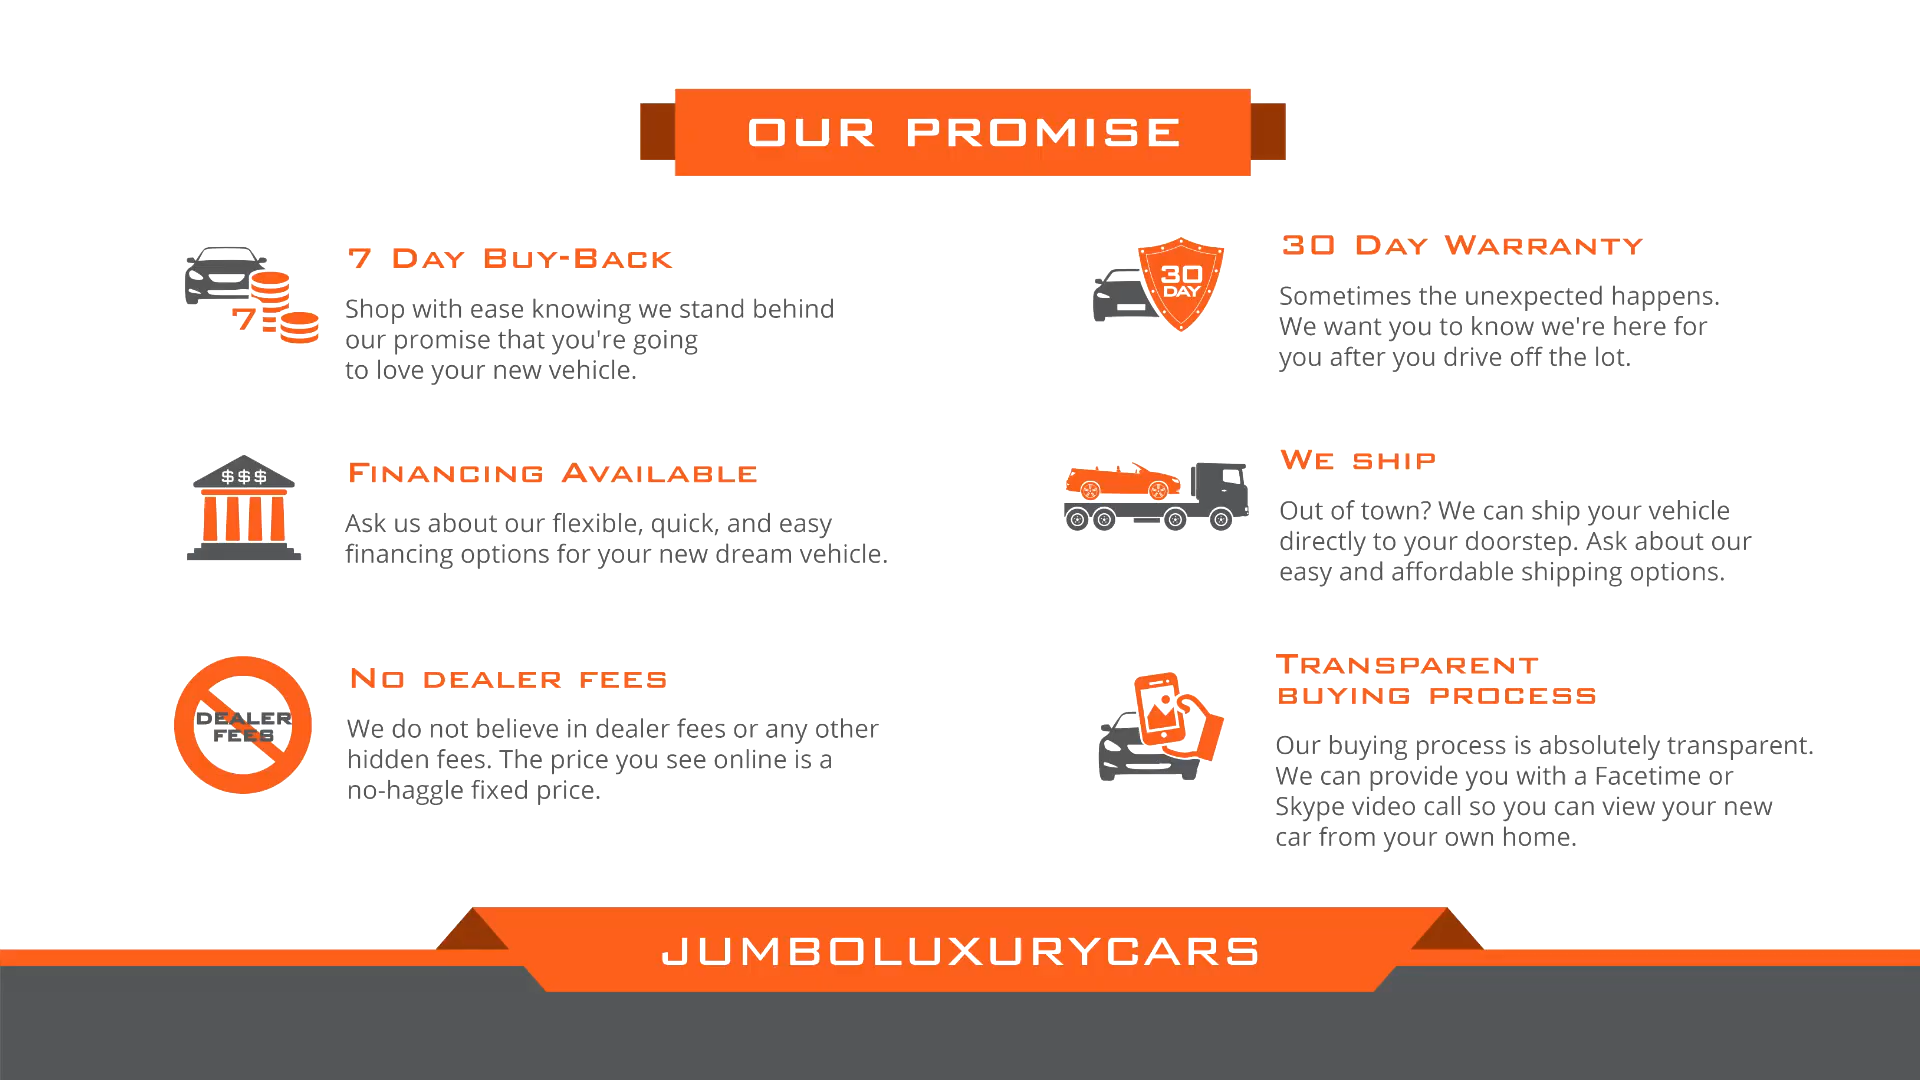 OUR PROMISE
7 DAY BUY-BACK
Shop with ease knowing we stand behind
our promise that you're going
to love your new vehicle.
7
30 DAY WARRANTY
Sometimes the unexpected happens.
We want you to know we're here for
you after you drive off the lot.
30
DAY
FINANCING AVAILABLE
Ask us about our flexible, quick, and easy
financing options for your new dream vehicle.
$$$
WE SHIP
Out of town? We can ship your vehicle
directly to your doorstep. Ask about our
easy and affordable shipping options.
NO DEALER FEES
We do not believe in dealer fees or any other
hidden fees. The price you see online is a
no-haggle fixed price.
DEALER
FEES
TRANSPARENT
BUYING PROCESS
Our buying process is absolutely transparent.
We can provide you with a Facetime or
Skype video call so you can view your new
car from your own home.
JUMBOLUXURYCARS